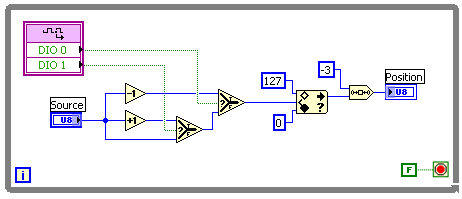 DIO 0
DIO 1
Source
U8
-1
+1
?
T
F
?
T
F
127
0
?
-3
Position
U8
i
F